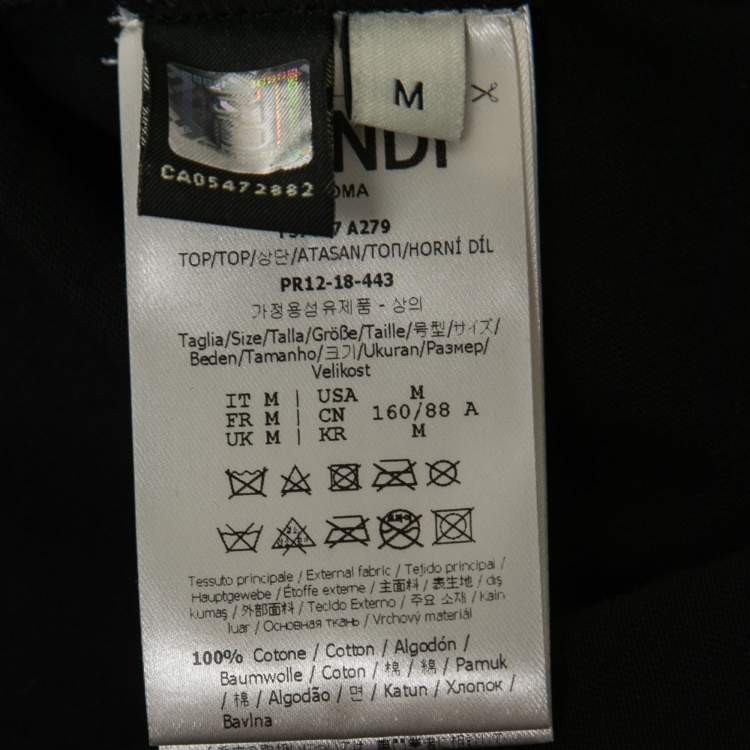 M
CA05472882
NDI
OMA
7 A279
TOP/TOP/상단/ATASAN/ТОП/HORNÍ DÍL
PR12-18-443
가정용섬유제품 - 상의
Taglia/Size/Talla/Größe/Taille/号型/サイズ/
Beden/Tamanho/크기/Ukuran/Размер/
Velikost
IT M | USA M
FR M | CN 160/88 A
UK M | KR M
Tessuto principale / External fabric / Tejido principal /
Hauptgewebe / Étoffe externe / 主面料 / 表生地 / dış
kumaş / 外部面料 / Tecido Externo / 주요 소재 / kain
luar / Основная ткань / Vrchový materiál
100% Cotone / Cotton / Algodón /
Baumwolle / Coton / 棉 / 綿 / Pamuk
/ 棉 / Algodão / 면 / Katun / Хлопок /
Bavlna